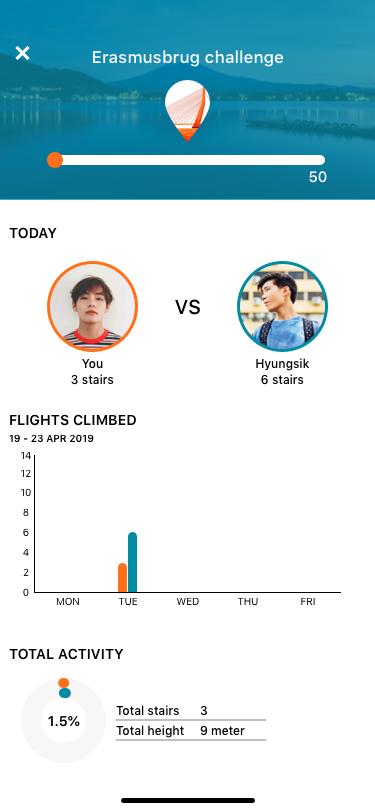 ×
Erasmusbrug challenge
50
TODAY
VS
You
Hyungsik
3 stairs
6 stairs
FLIGHTS CLIMBED
19 - 23 APR 2019
14
12
10
8
6
4
2
0
MON TUE WED THU FRI
TOTAL ACTIVITY
1.5%
Total stairs 3
Total height 9 meter